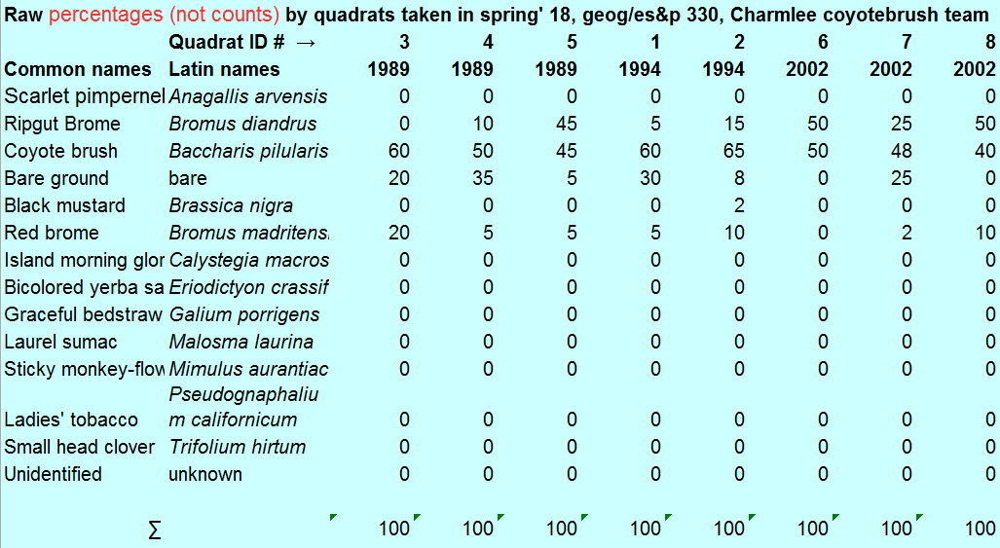 Raw percentages (not counts) by quadrats taken in spring' 18, geog/es&p 330, Charmlee coyotebrush team
Quadrat ID # → 3 4 5 1 2 6 7 8
Common names Latin names 1989 1989 1989 1994 1994 2002 2002 2002
Scarlet pimpernel Anagallis arvensis 0 0 0 0 0 0 0 0
Ripgut Brome Bromus diandrus 0 10 45 5 15 50 25 50
Coyote brush Baccharis pilularis 60 50 45 60 65 50 48 40
Bare ground bare 20 35 5 30 8 0 25 0
Black mustard Brassica nigra 0 0 0 0 2 0 0 0
Red brome Bromus madritensi 20 5 5 5 10 0 2 10
Island morning glor Calystegia macros 0 0 0 0 0 0 0 0
Bicolored yerba sa Eriodictyon crassif 0 0 0 0 0 0 0 0
Graceful bedstraw Galium porrigens 0 0 0 0 0 0 0 0
Laurel sumac Malosma laurina 0 0 0 0 0 0 0 0
Sticky monkey-flow Mimulus aurantiac 0 0 0 0 0 0 0 0
Pseudognaphaliu
Ladies' tobacco m californicum 0 0 0 0 0 0 0 0
Small head clover Trifolium hirtum 0 0 0 0 0 0 0 0
Unidentified unknown 0 0 0 0 0 0 0 0
Σ 100 100 100 100 100 100 100 100